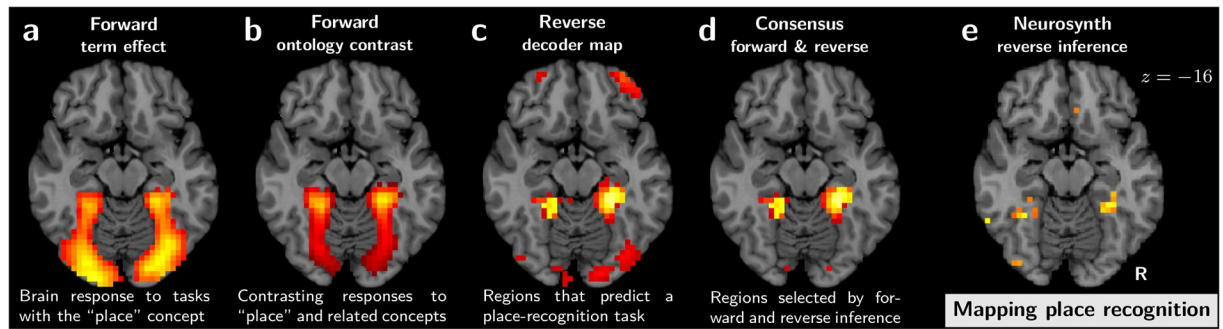 a
Forward
term effect
Brain response to tasks
with the “place” concept
b
Forward
ontology contrast
Contrasting responses to
“place” and related concepts
c
Reverse
decoder map
Regions that predict a
place-recognition task
d
Consensus
forward & reverse
Regions selected by for-
ward and reverse inference
e
Neurosynth
reverse inference
z = −16
R
Mapping place recognition